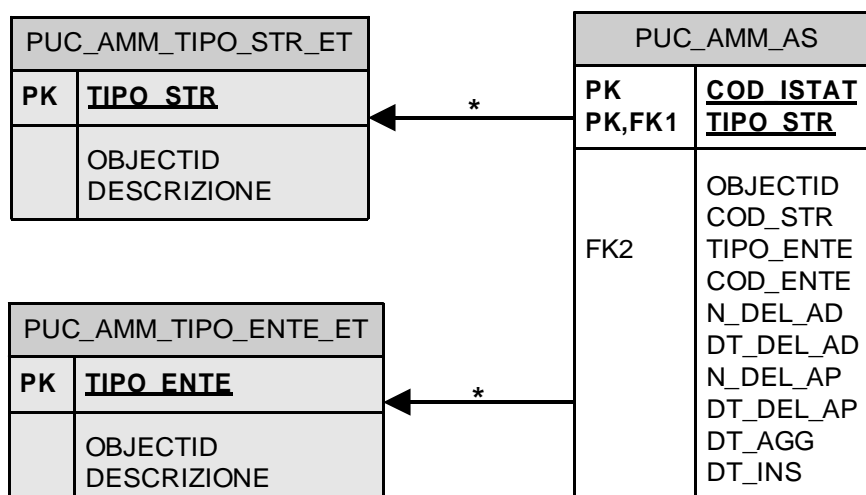 PUC_AMM_TIPO_STR_ET
PK TIPO_STR
OBJECTID
DESCRIZIONE
*
PUC_AMM_AS
PK COD_ISTAT
PK,FK1 TIPO_STR
OBJECTID
COD_STR
FK2 TIPO_ENTE
COD_ENTE
N_DEL_AD
DT_DEL_AD
N_DEL_AP
DT_DEL_AP
DT_AGG
DT_INS
PUC_AMM_TIPO_ENTE_ET
PK TIPO_ENTE
OBJECTID
DESCRIZIONE
*